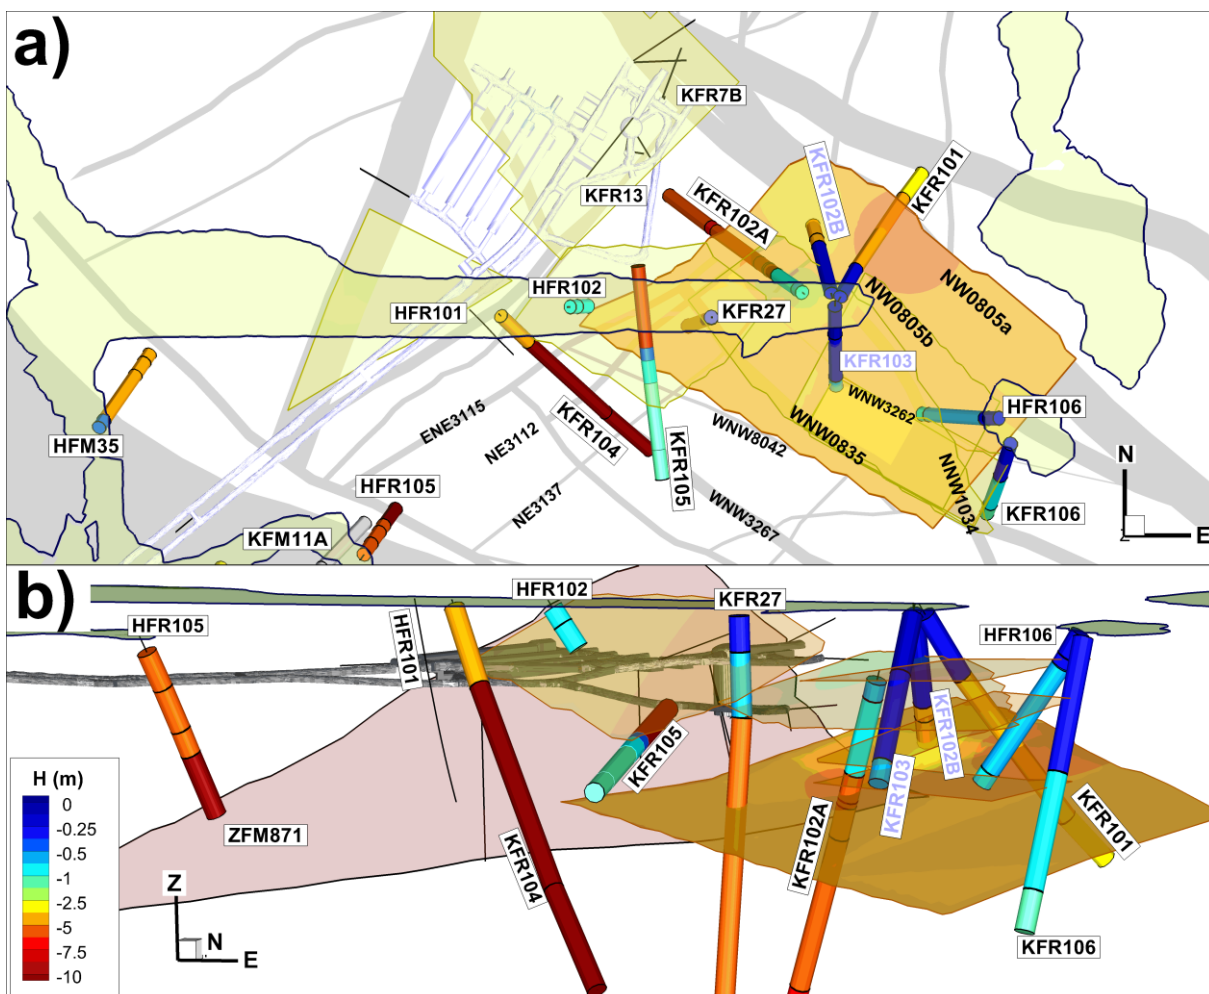 a)
KFR7B
KFR13
KFR102A
KFR102B
KFR101
HFR102
HFR101
KFR27
NW0805b
NW0805a
KFR103
HFM35
ENE3115
NE3112
KFR104
KFR105
WNW8042
WNW0835
WNW3262
HFR106
NNW1034
KFR106
HFR105
KFM11A
NE3137
WNW3267
N
Z
E
b)
HFR105
HFR101
HFR102
KFR27
HFR106
KFR105
KFR102B
KFR103
KFR102A
KFR101
ZFM871
KFR104
KFR106
H (m)
0
-0.25
-0.5
-1
-2.5
-5
-7.5
-10
Z
N
E